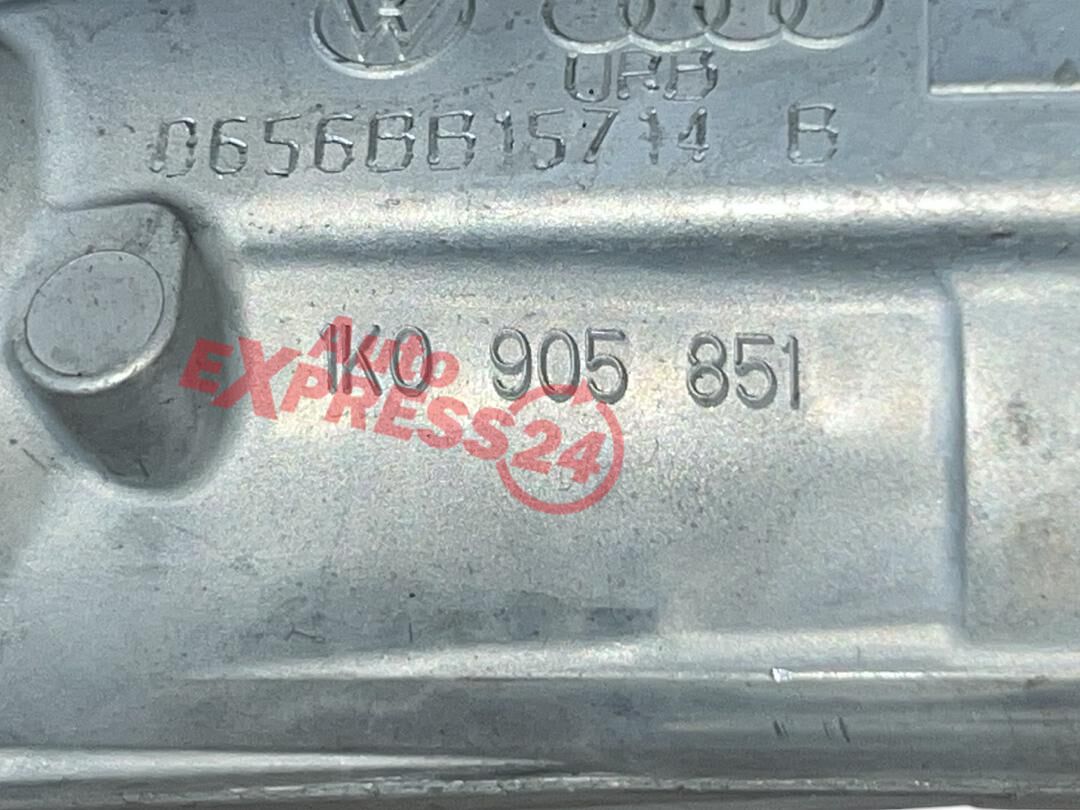 URB
0656BB15714 B
1K0 905 851
Auto
EXPRESS24